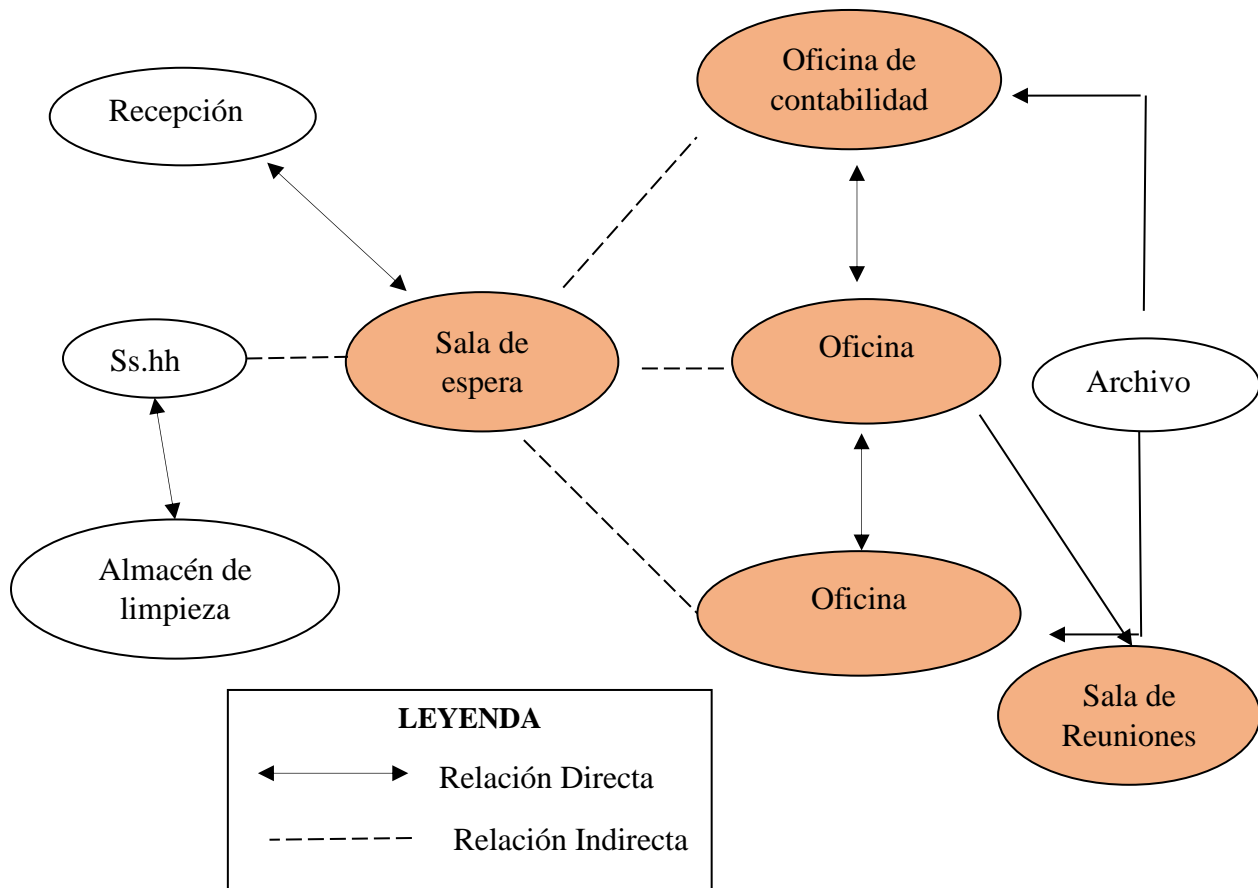 Oficina de
contabilidad
Recepción
Sala de
espera
Oficina
Ss.hh
Archivo
Almacén de
limpieza
Oficina
Sala de
Reuniones
LEYENDA
Relación Directa
Relación Indirecta